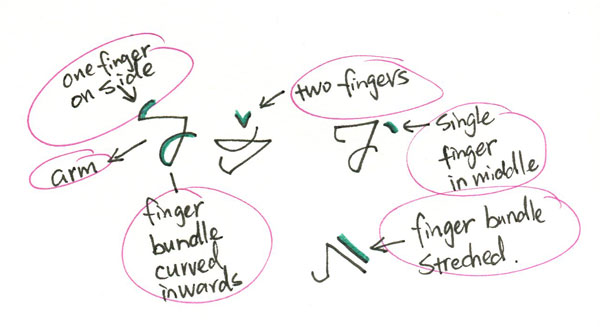 one finger
on side
arm
finger
bundle
curved
inwards
two fingers
single
finger
in middle
finger bundle
streched.